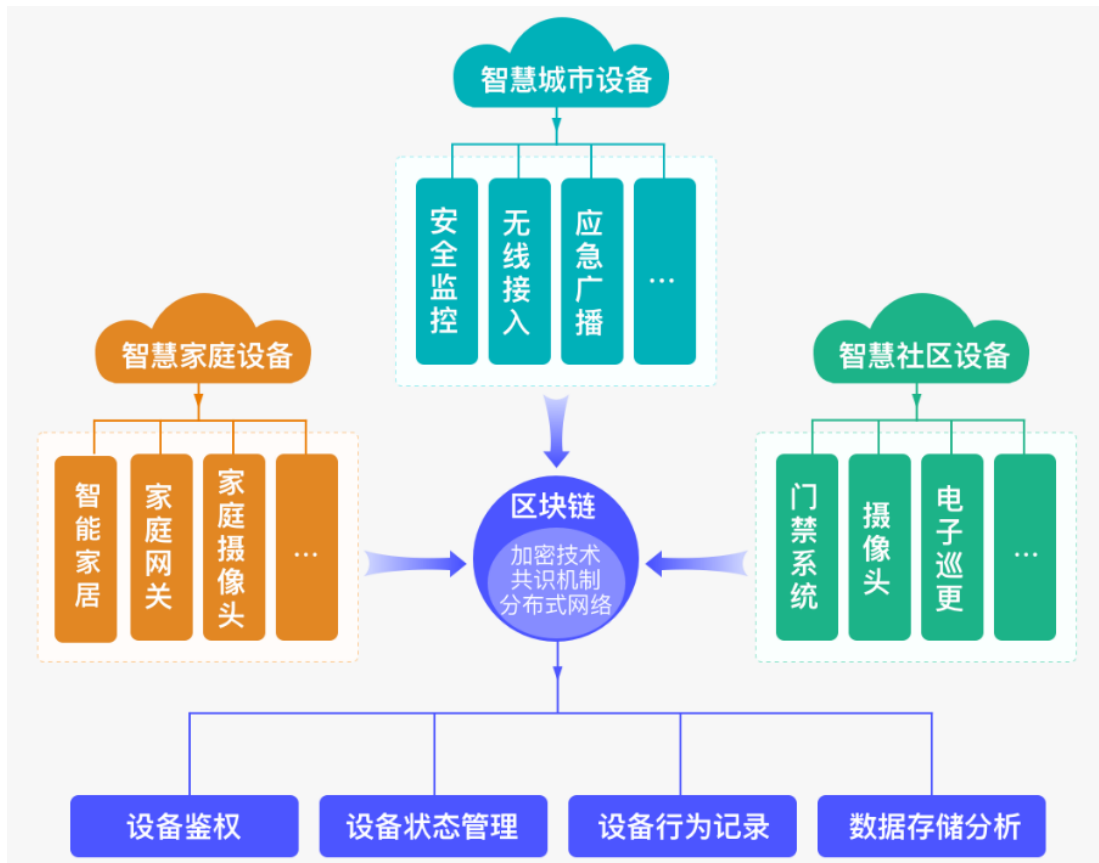 智慧城市设备
安全监控
无线接入
应急广播
...
智慧家庭设备
智能家居
家庭网关
家庭摄像头
...
智慧社区设备
门禁系统
摄像头
电子巡更
...
区块链
加密技术
共识机制
分布式网络
设备鉴权
设备状态管理
设备行为记录
数据存储分析